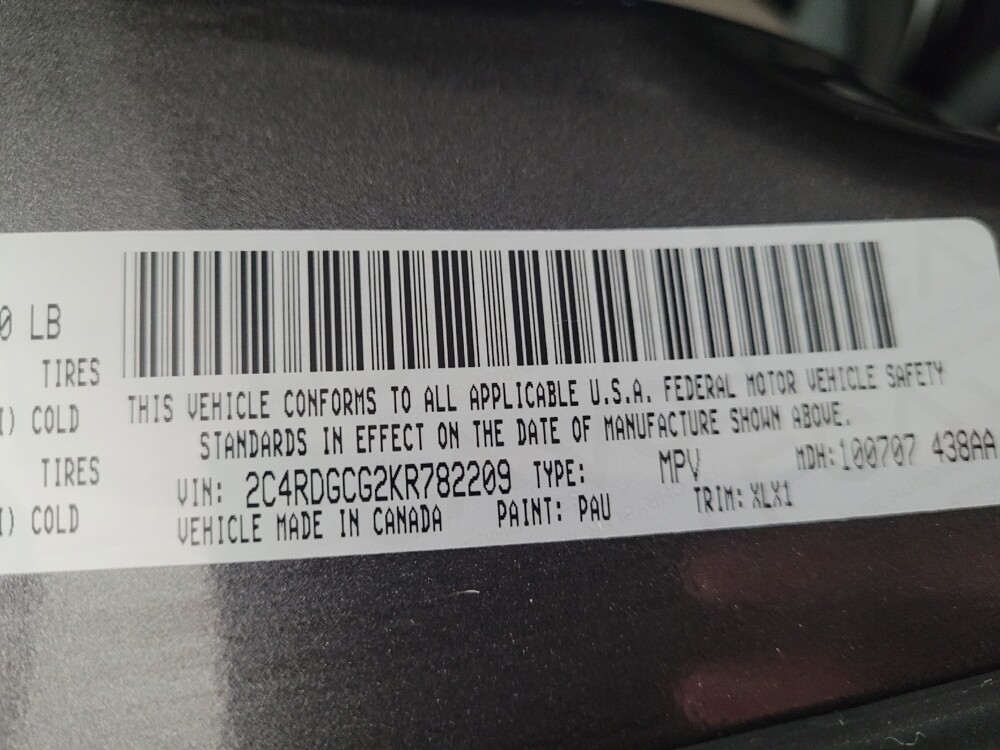 0 LB
TIRES
I) COLD
TIRES
I) COLD
THIS VEHICLE CONFORMS TO ALL APPLICABLE U.S.A. FEDERAL MOTOR VEHICLE SAFETY
STANDARDS IN EFFECT ON THE DATE OF MANUFACTURE SHOWN ABOVE.
VIN: 2C4RDGCG2KR782209 TYPE: MPV MDH:100707 438AA
VEHICLE MADE IN CANADA PAINT: PAU TRIM: XLX1